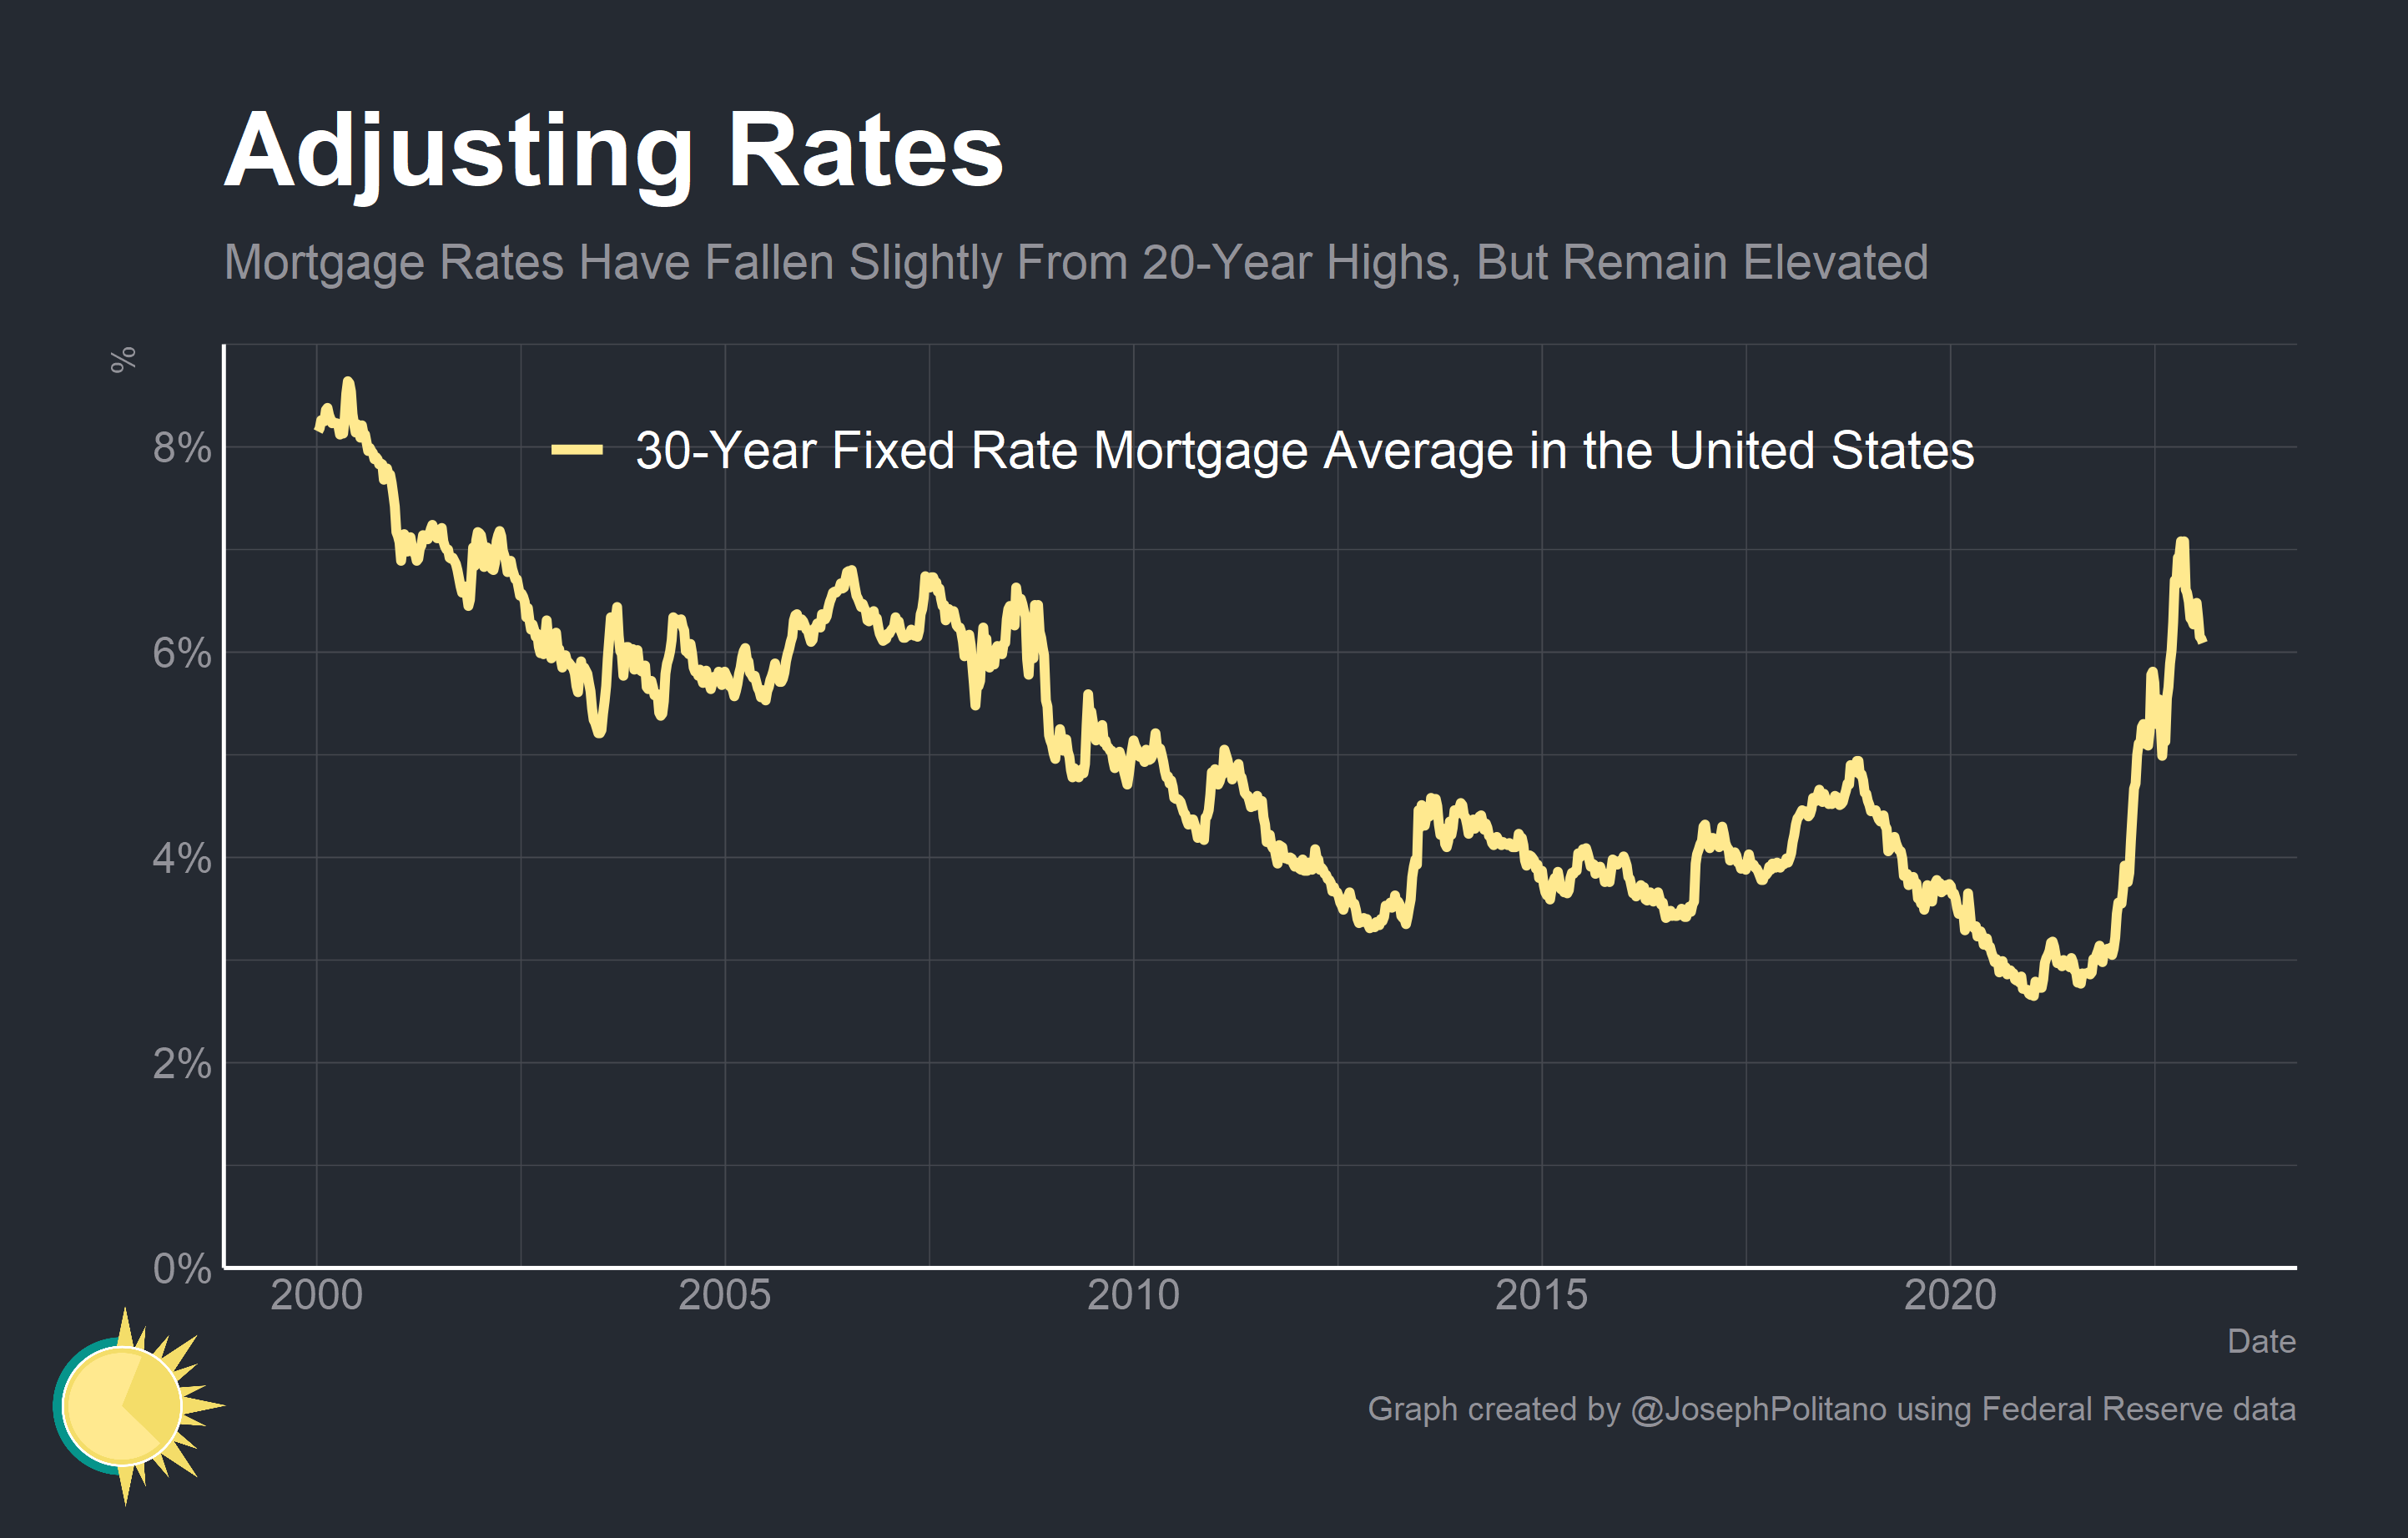 Adjusting Rates
Mortgage Rates Have Fallen Slightly From 20-Year Highs, But Remain Elevated
%
30-Year Fixed Rate Mortgage Average in the United States
8%
6%
4%
2%
0%
2000 2005 2010 2015 2020
Date
Graph created by @JosephPolitano using Federal Reserve data